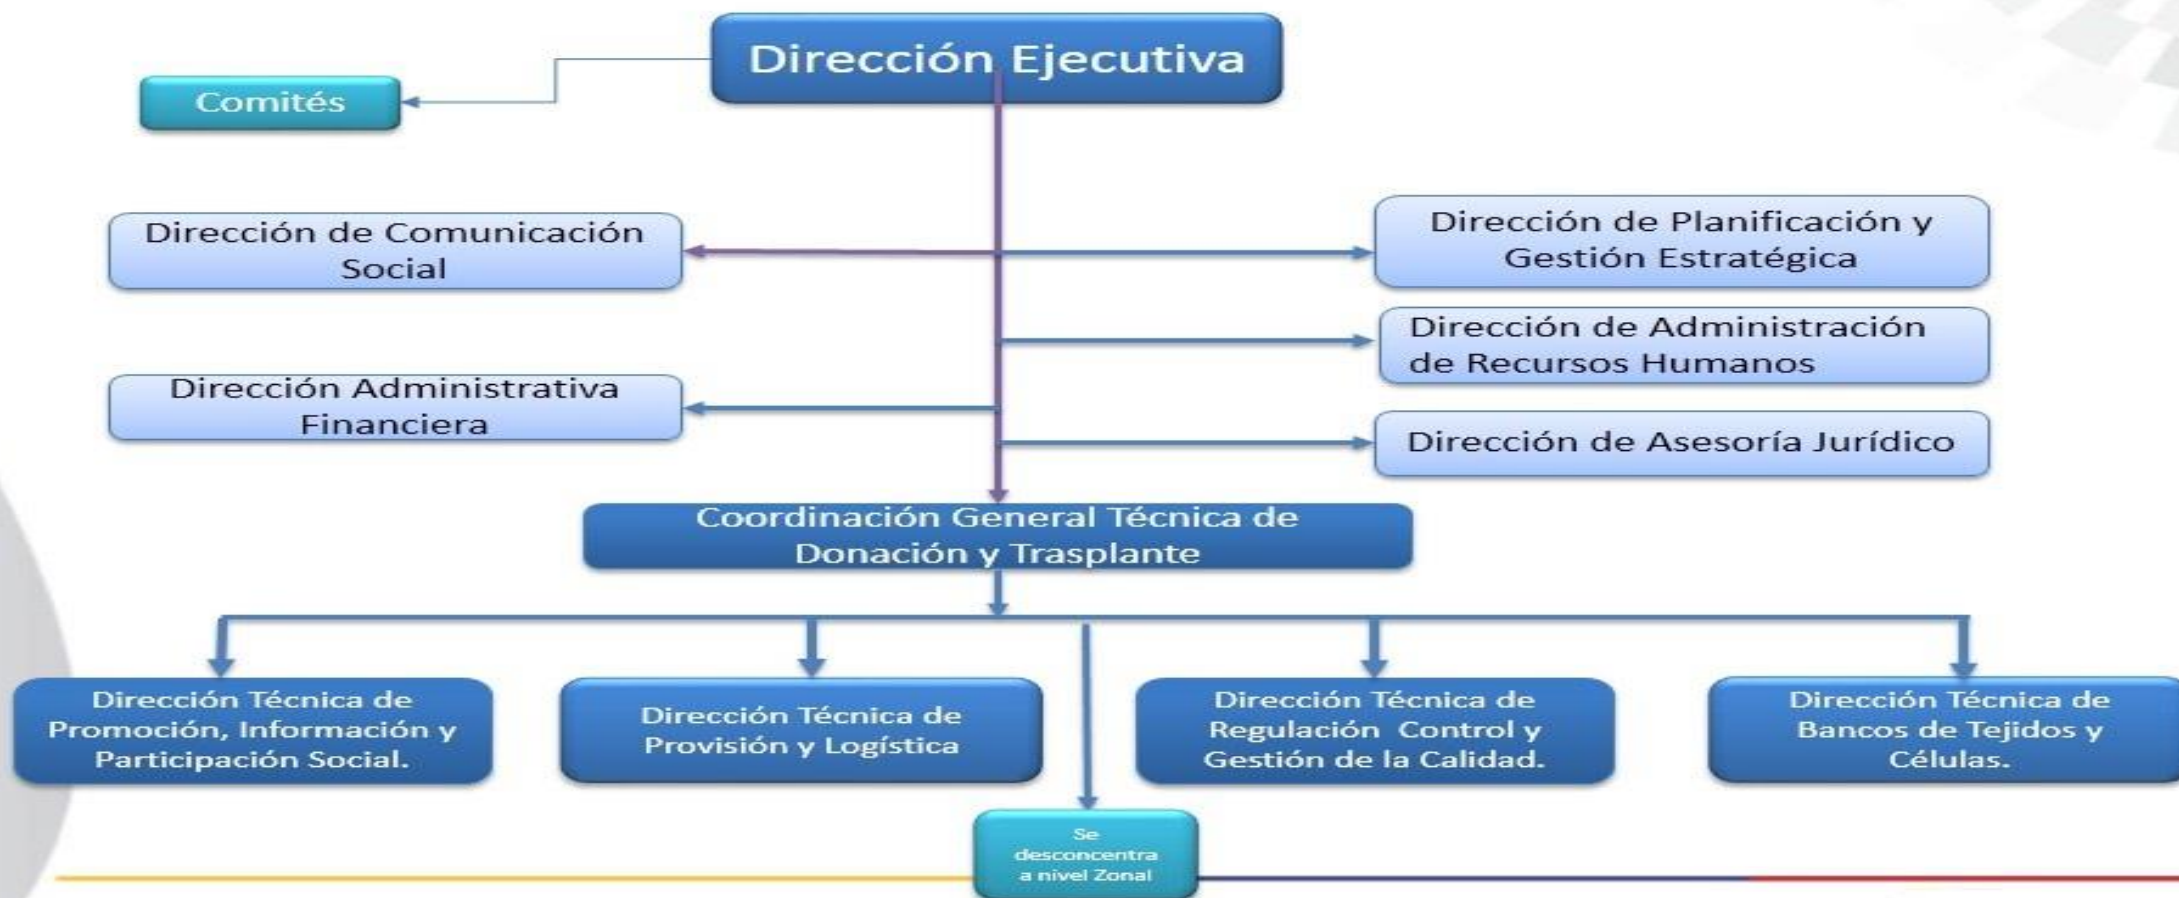 Dirección Ejecutiva
Comités
Dirección de Comunicación
Social
Dirección de Planificación y
Gestión Estratégica
Dirección de Administración
de Recursos Humanos
Dirección Administrativa
Financiera
Dirección de Asesoría Jurídico
Coordinación General Técnica de
Donación y Trasplante
Dirección Técnica de
Promoción, Información y
Participación Social.
Dirección Técnica de
Provisión y Logística
Dirección Técnica de
Regulación Control y
Gestión de la Calidad.
Dirección Técnica de
Bancos de Tejidos y
Células.
Se
desconcentra
a nivel Zonal